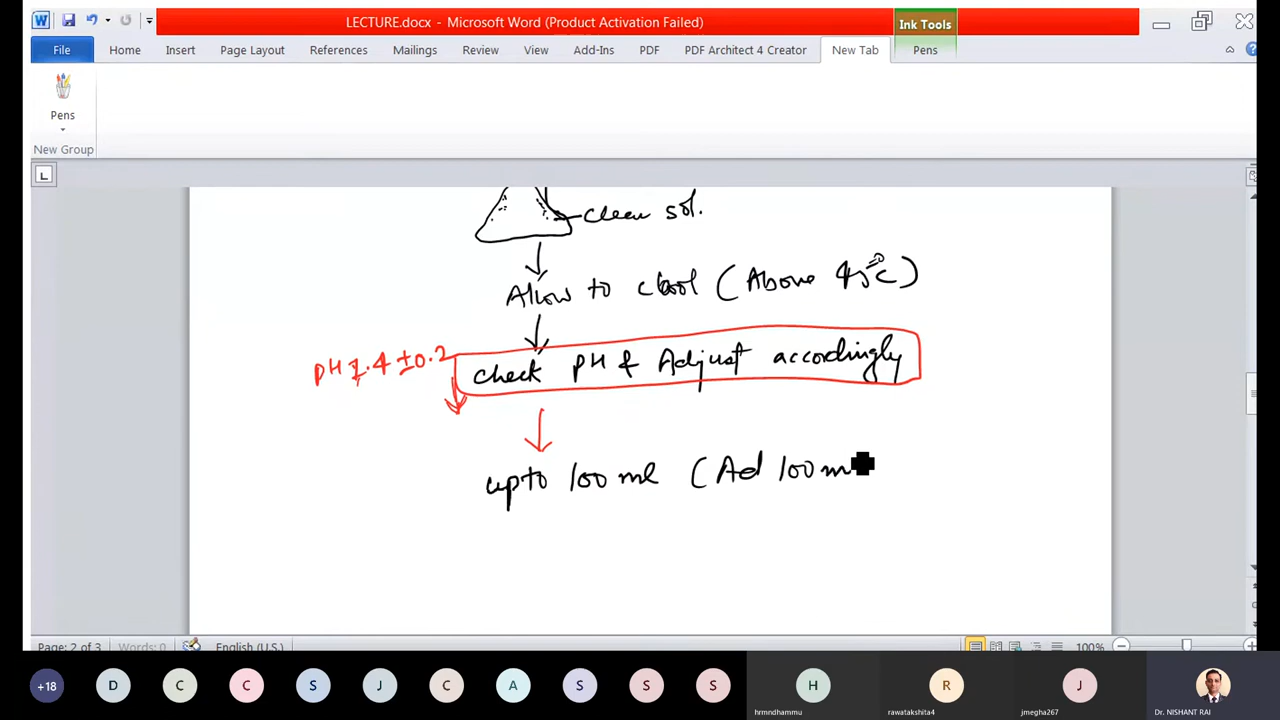 LECTURE.docx - Microsoft Word (Product Activation Failed)
Ink Tools
File Home Insert Page Layout References Mailings Review View Add-Ins PDF PDF Architect 4 Creator New Tab Pens
Pens
New Group
clear sol.
Allow to cool (Above 45°C)
pH 7.4 ±0.2
check pH & Adjust accordingly
upto 100 ml (Ad 100 m
Page: 2 of 3 Words: 0 English (U.S.) 100%
+18 D C C S J C A S S S H R J
hrmndhammu rawatakshita4 jmegha267 Dr. NISHANT RAI